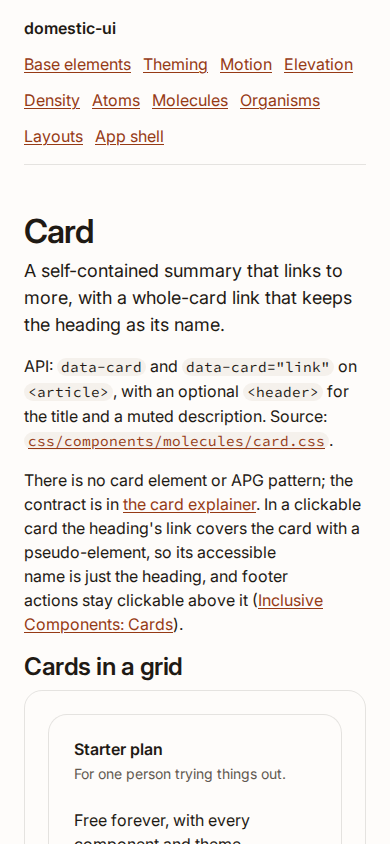 domestic-ui
Base elements Theming Motion Elevation
Density Atoms Molecules Organisms
Layouts App shell
Card
A self-contained summary that links to
more, with a whole-card link that keeps
the heading as its name.
API: data-card and data-card="link" on
<article>, with an optional <header> for
the title and a muted description. Source:
css/components/molecules/card.css.
There is no card element or APG pattern; the
contract is in the card explainer. In a clickable
card the heading's link covers the card with a
pseudo-element, so its accessible
name is just the heading, and footer
actions stay clickable above it (Inclusive
Components: Cards).
Cards in a grid
Starter plan
For one person trying things out.
Free forever, with every
component and theme